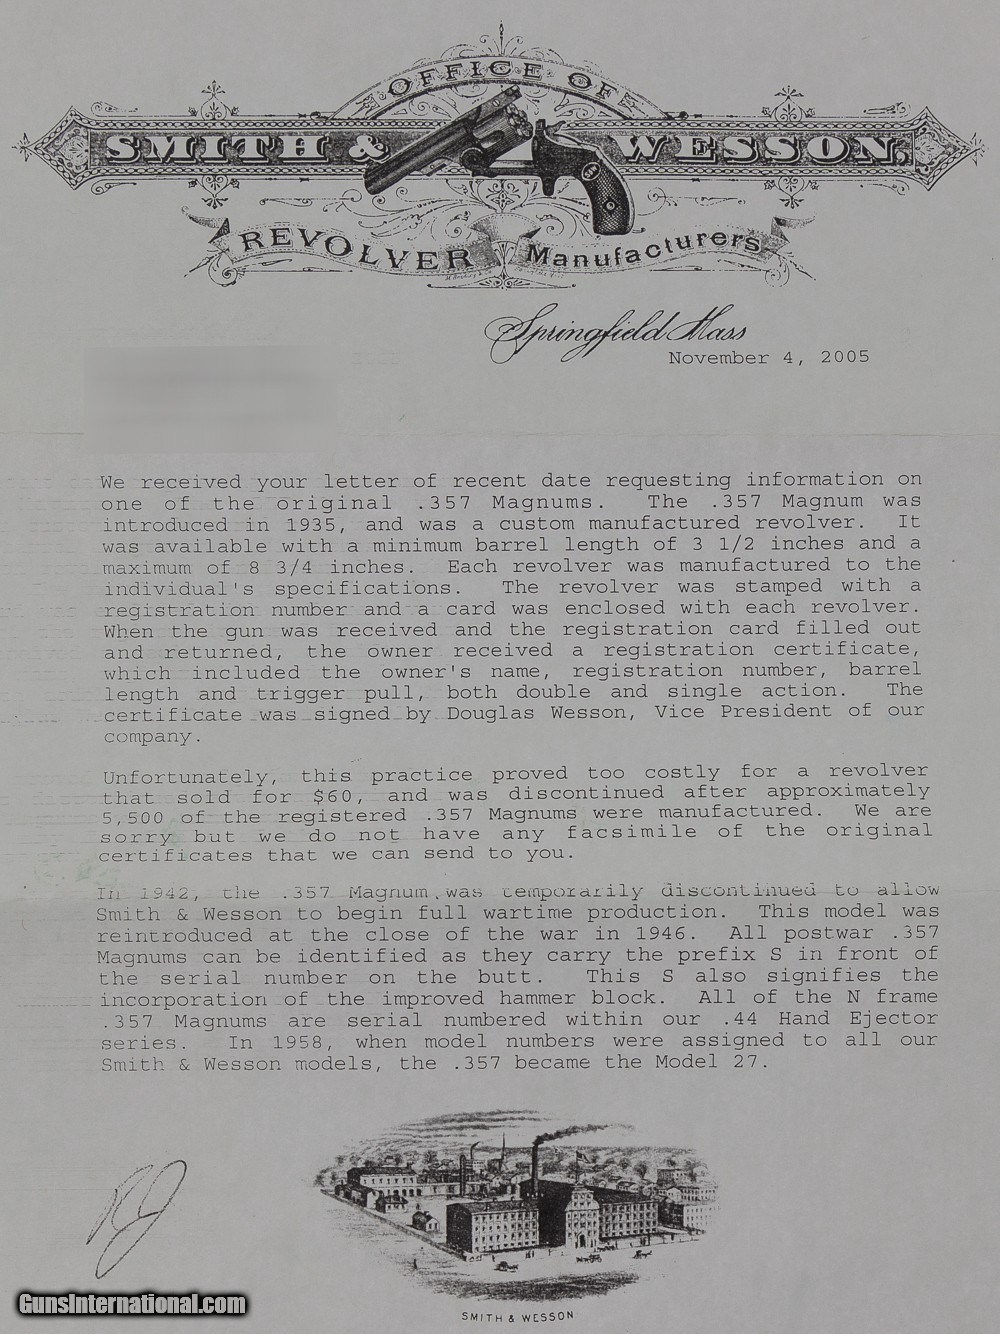 OFFICE OF
SMITH & WESSON,
REVOLVER Manufacturers
Springfield Mass
November 4, 2005
We received your letter of recent date requesting information on
one of the original .357 Magnums. The .357 Magnum was
introduced in 1935, and was a custom manufactured revolver. It
was available with a minimum barrel length of 3 1/2 inches and a
maximum of 8 3/4 inches. Each revolver was manufactured to the
individual's specifications. The revolver was stamped with a
registration number and a card was enclosed with each revolver.
When the gun was received and the registration card filled out
and returned, the owner received a registration certificate,
which included the owner's name, registration number, barrel
length and trigger pull, both double and single action. The
certificate was signed by Douglas Wesson, Vice President of our
company.
Unfortunately, this practice proved too costly for a revolver
that sold for $60, and was discontinued after approximately
5,500 of the registered .357 Magnums were manufactured. We are
sorry but we do not have any facsimile of the original
certificates that we can send to you.
In 1942, the .357 Magnum was temporarily discontinued to allow
Smith & Wesson to begin full wartime production. This model was
reintroduced at the close of the war in 1946. All postwar .357
Magnums can be identified as they carry the prefix S in front of
the serial number on the butt. This S also signifies the
incorporation of the improved hammer block. All of the N frame
.357 Magnums are serial numbered within our .44 Hand Ejector
series. In 1958, when model numbers were assigned to all our
Smith & Wesson models, the .357 became the Model 27.
SMITH & WESSON
GunsInternational.com